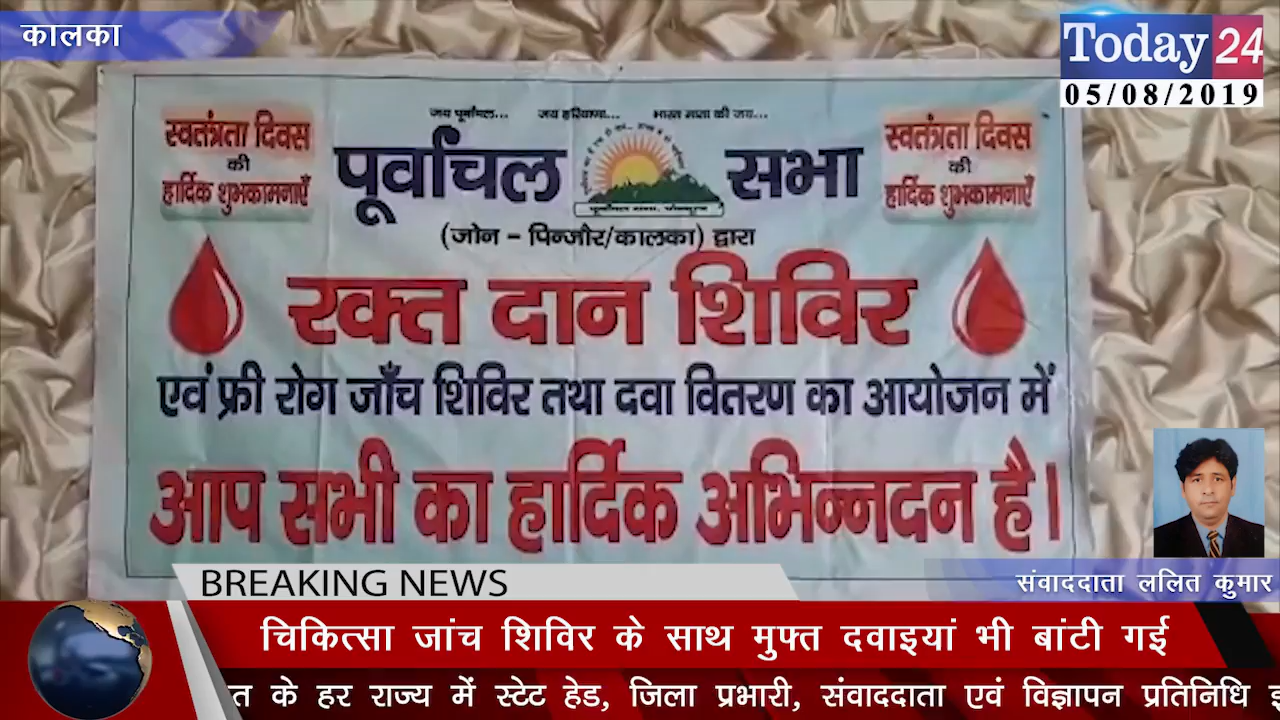 कालका
Today 24
05/08/2019
जय पूर्वांचल... जय हरियाणा... भारत माता की जय...
स्वतंत्रता दिवस
की
हार्दिक शुभकामनाएँ
पूर्वांचल सभा
स्वतंत्रता दिवस
की
हार्दिक शुभकामनाएँ
(जोन - पिन्जौर/कालका) द्वारा
रक्त दान शिविर
एवं फ्री रोग जाँच शिविर तथा दवा वितरण का आयोजन में
आप सभी का हार्दिक अभिन्नदन है।
संवाददाता ललित कुमार
BREAKING NEWS
चिकित्सा जांच शिविर के साथ मुफ्त दवाइयां भी बांटी गई
त के हर राज्य में स्टेट हेड, जिला प्रभारी, संवाददाता एवं विज्ञापन प्रतिनिधि